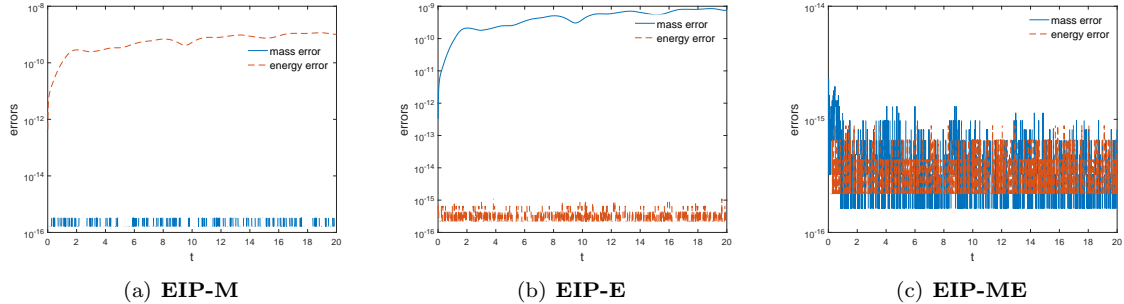 10^-8
10^-10
10^-12
10^-14
10^-16
errors
mass error
energy error
0 2 4 6 8 10 12 14 16 18 20
t
(a) EIP-M
10^-9
10^-10
10^-11
10^-12
10^-13
10^-14
10^-15
10^-16
errors
mass error
energy error
0 2 4 6 8 10 12 14 16 18 20
t
(b) EIP-E
10^-14
10^-15
10^-16
errors
mass error
energy error
0 2 4 6 8 10 12 14 16 18 20
t
(c) EIP-ME